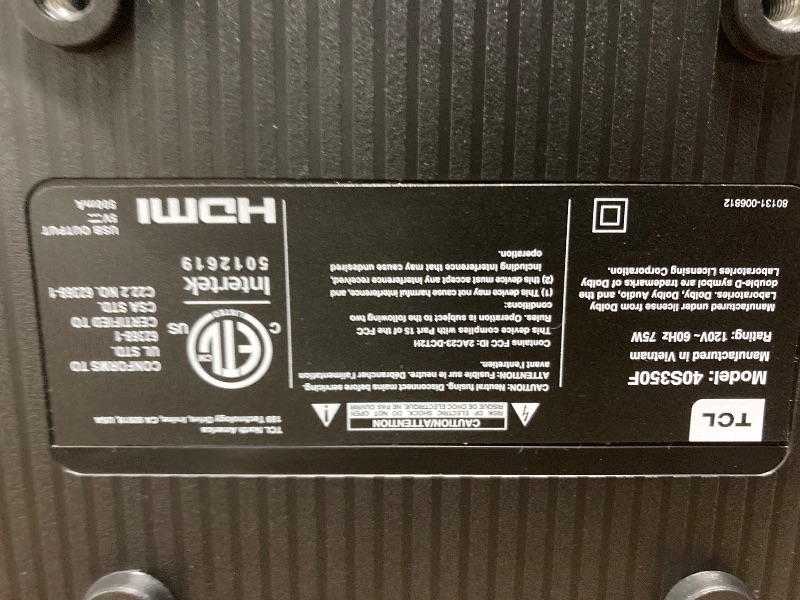 TCL
Model: 40S350F
Manufactured in Vietnam
Rating: 120V~ 60Hz 75W
Manufactured under license from Dolby
Laboratories. Dolby, Dolby Audio, and the
double-D symbol are trademarks of Dolby
Laboratories Licensing Corporation.
80131-006812
CAUTION/ATTENTION
RISK OF ELECTRIC SHOCK, DO NOT OPEN
RISQUE DE CHOC ELECTRIQUE, NE PAS OUVRIR
CAUTION: Neutral fusing. Disconnect mains before servicing.
ATTENTION: Fusible sur le neutre. Débrancher l'alimentation
avant l'entretien.
Contains FCC ID: 2AC23-DCT2H
This device complies with Part 15 of the FCC
Rules. Operation is subject to the following two
conditions:
(1) This device may not cause harmful interference, and
(2) this device must accept any interference received,
including interference that may cause undesired
operation.
TCL North America
189 Technology Drive, Irvine,
CA 92618, USA
ETL CM
LISTED
C US
Intertek
5012619
CONFORMS TO
UL STD.
62368-1
CERTIFIED TO
CSA STD.
C22.2 NO. 62368-1
HDMI
USB OUTPUT
5V
500mA